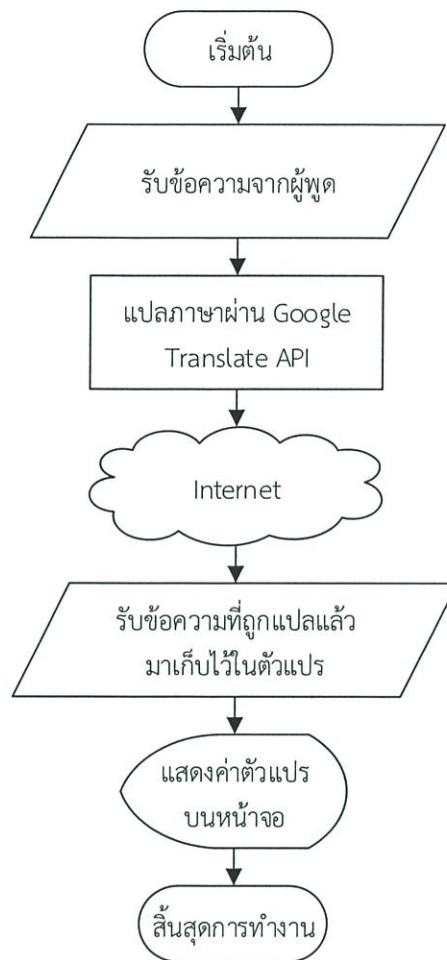 เริ่มต้น
รับข้อความจากผู้พูด
แปลภาษาผ่าน Google
Translate API
Internet
รับข้อความที่ถูกแปลแล้ว
มาเก็บไว้ในตัวแปร
แสดงค่าตัวแปร
บนหน้าจอ
สิ้นสุดการทำงาน